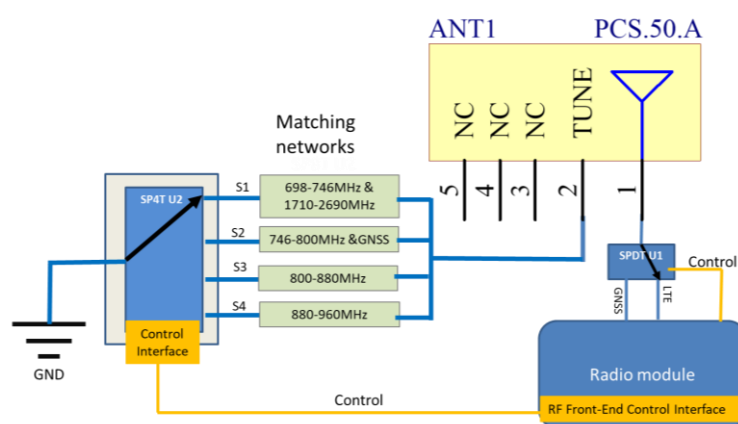 ANT1
PCS.50.A
NC
NC
NC
TUNE
5
4
3
2
1
Matching
networks
SP4T U2
S1
698-746MHz &
1710-2690MHz
S2
746-800MHz &GNSS
S3
800-880MHz
S4
880-960MHz
SPDT U1
Control
GNSS
LTE
Control
Interface
GND
Control
Radio module
RF Front-End Control Interface